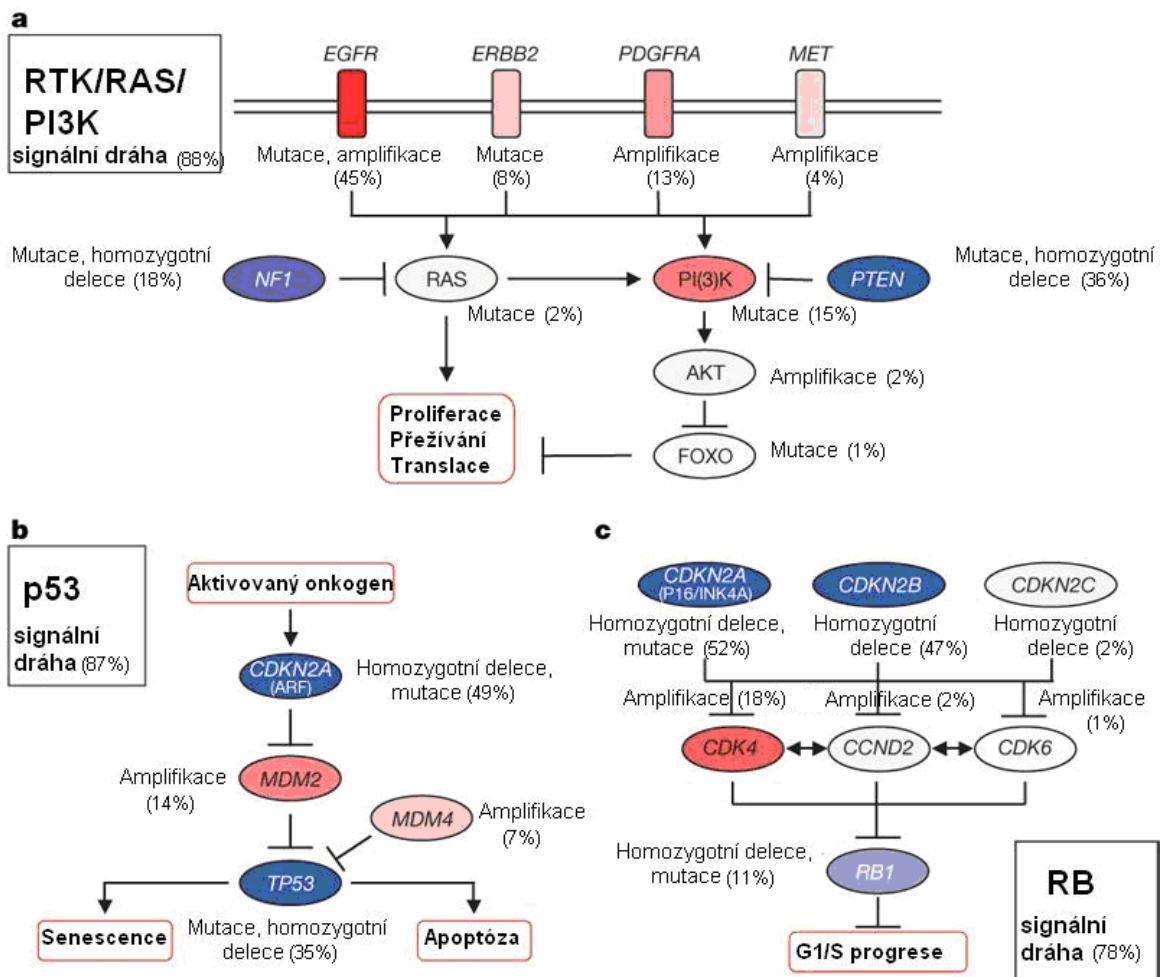 a
RTK/RAS/
PI3K
signální dráha (88%)
EGFR
ERBB2
PDGFRA
MET
Mutace, amplifikace
(45%)
Mutace
(8%)
Amplifikace
(13%)
Amplifikace
(4%)
Mutace, homozygotní
delece (18%)
NF1
RAS
Mutace (2%)
Pi(3)K
Mutace (15%)
PTEN
Mutace, homozygotní
delece (36%)
AKT
Amplifikace (2%)
Proliferace
Přežívání
Translace
FOXO
Mutace (1%)
b
p53
signální
dráha (87%)
Aktivovaný onkogen
CDKN2A
(ARF)
Homozygotní delece,
mutace (49%)
Amplifikace
(14%)
MDM2
MDM4
Amplifikace
(7%)
TP53
Senescence
Mutace, homozygotní
delece (35%)
Apoptóza
c
CDKN2A
(P16/INK4A)
CDKN2B
CDKN2C
Homozygotní delece,
mutace (52%)
Homozygotní
delece (47%)
Homozygotní
delece (2%)
Amplifikace (18%)
Amplifikace (2%)
Amplifikace
(1%)
CDK4
CCND2
CDK6
Homozygotní delece,
mutace (11%)
RB1
G1/S progrese
RB
signální
dráha (78%)